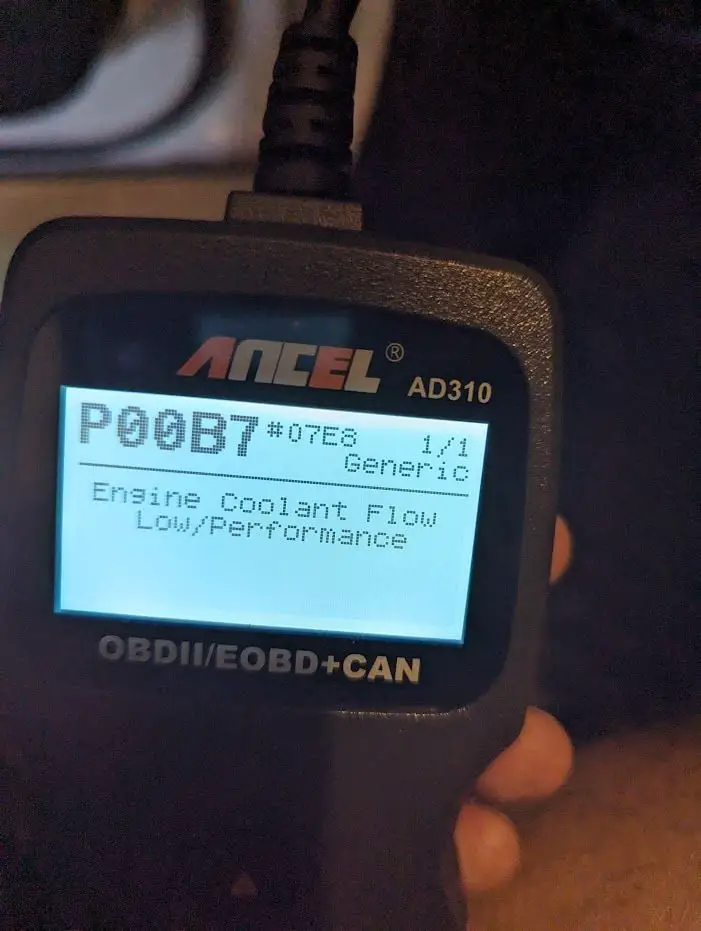 ANCEL®
AD310
P00B7 #07E8 1/1
Generic
Engine Coolant Flow
Low/Performance
OBDII/EOBD+CAN